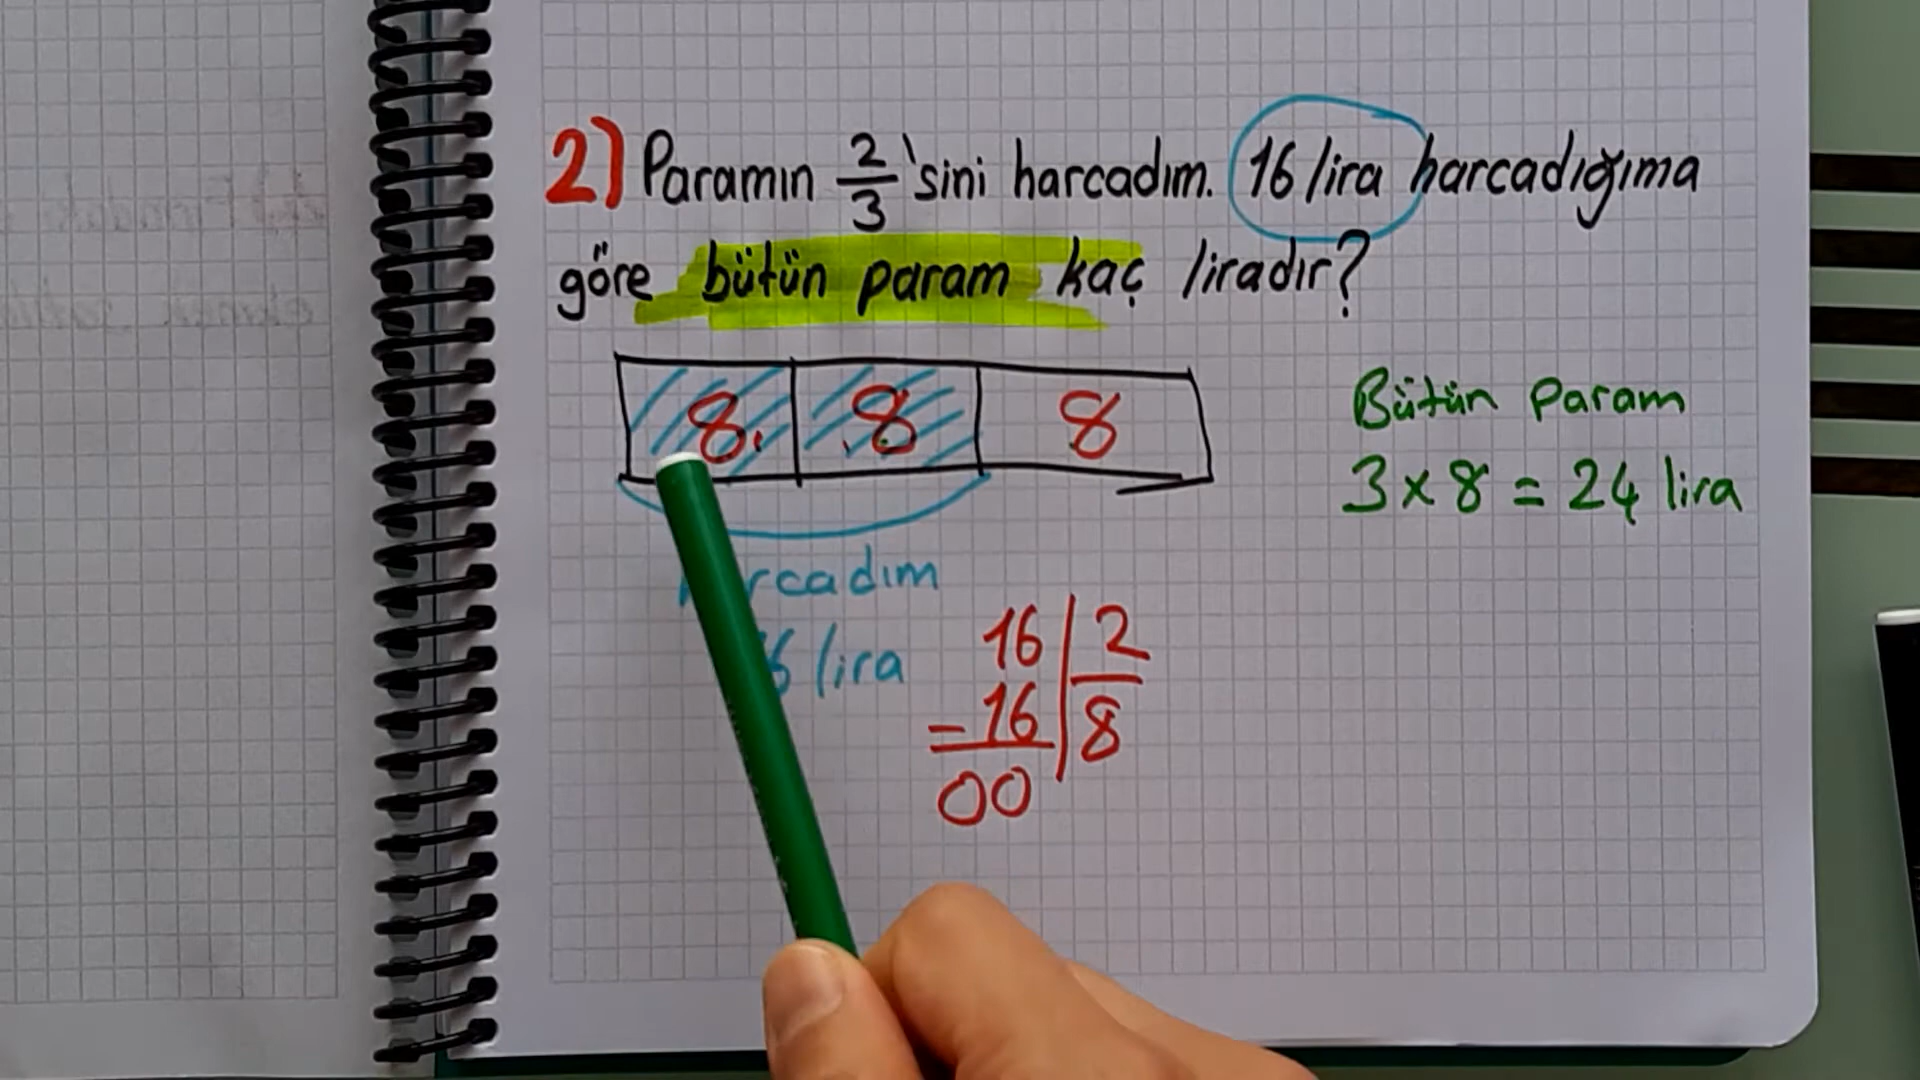 2) Paramın 2/3'sini harcadım. 16 lira harcadığıma
göre bütün param kaç liradır?
8 8 8
Bütün Param
3 x 8 = 24 lira
lira
16 2
- 16 8
00